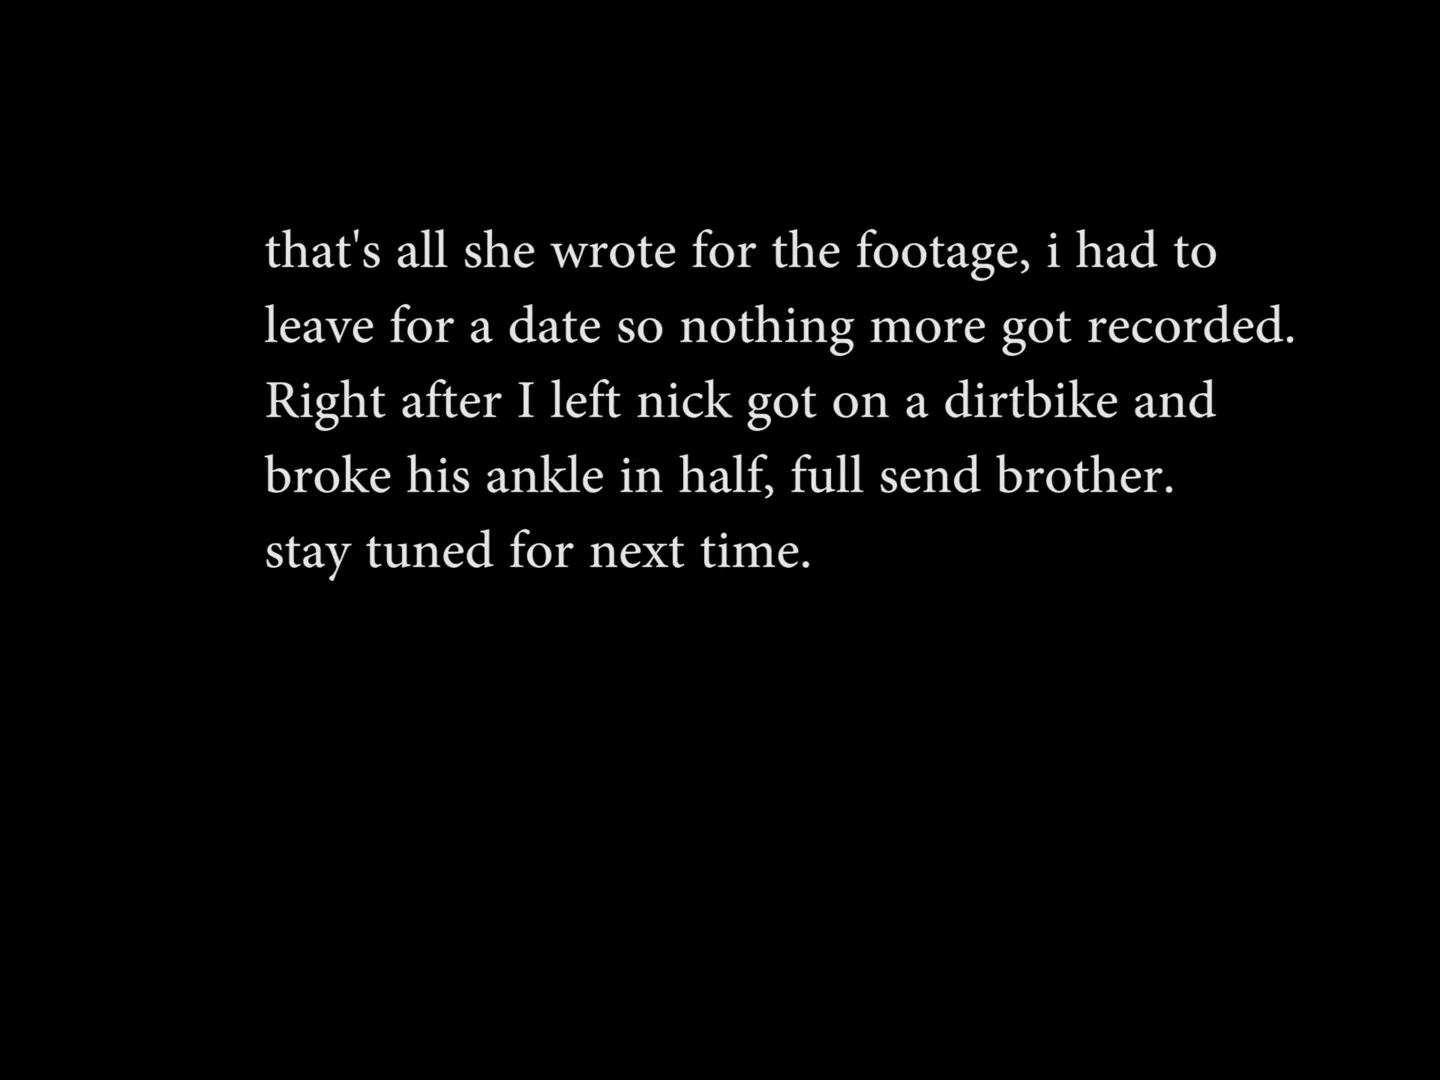 that's all she wrote for the footage, i had to
leave for a date so nothing more got recorded.
Right after I left nick got on a dirtbike and
broke his ankle in half, full send brother.
stay tuned for next time.